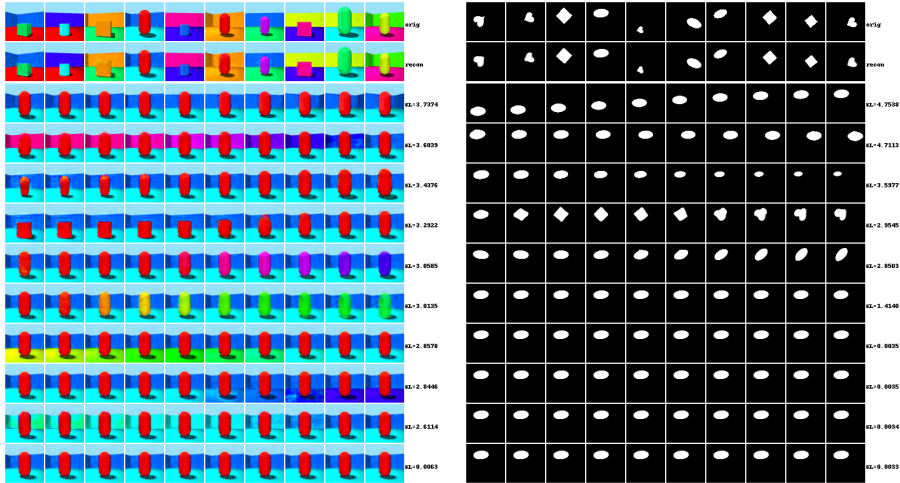 orig
recon
KL=3.7374
KL=3.6039
KL=3.4376
KL=3.2922
KL=3.0585
KL=3.0135
KL=2.8578
KL=2.8446
KL=2.6114
KL=0.0063
orig
recon
KL=4.7538
KL=4.7113
KL=3.5977
KL=2.9545
KL=2.8503
KL=1.4140
KL=0.0035
KL=0.0035
KL=0.0034
KL=0.0033